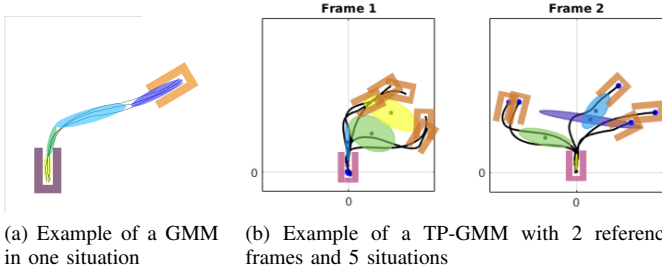 Frame 1
Frame 2
0
0
0
0
(a) Example of a GMM in one situation
(b) Example of a TP-GMM with 2 reference frames and 5 situations